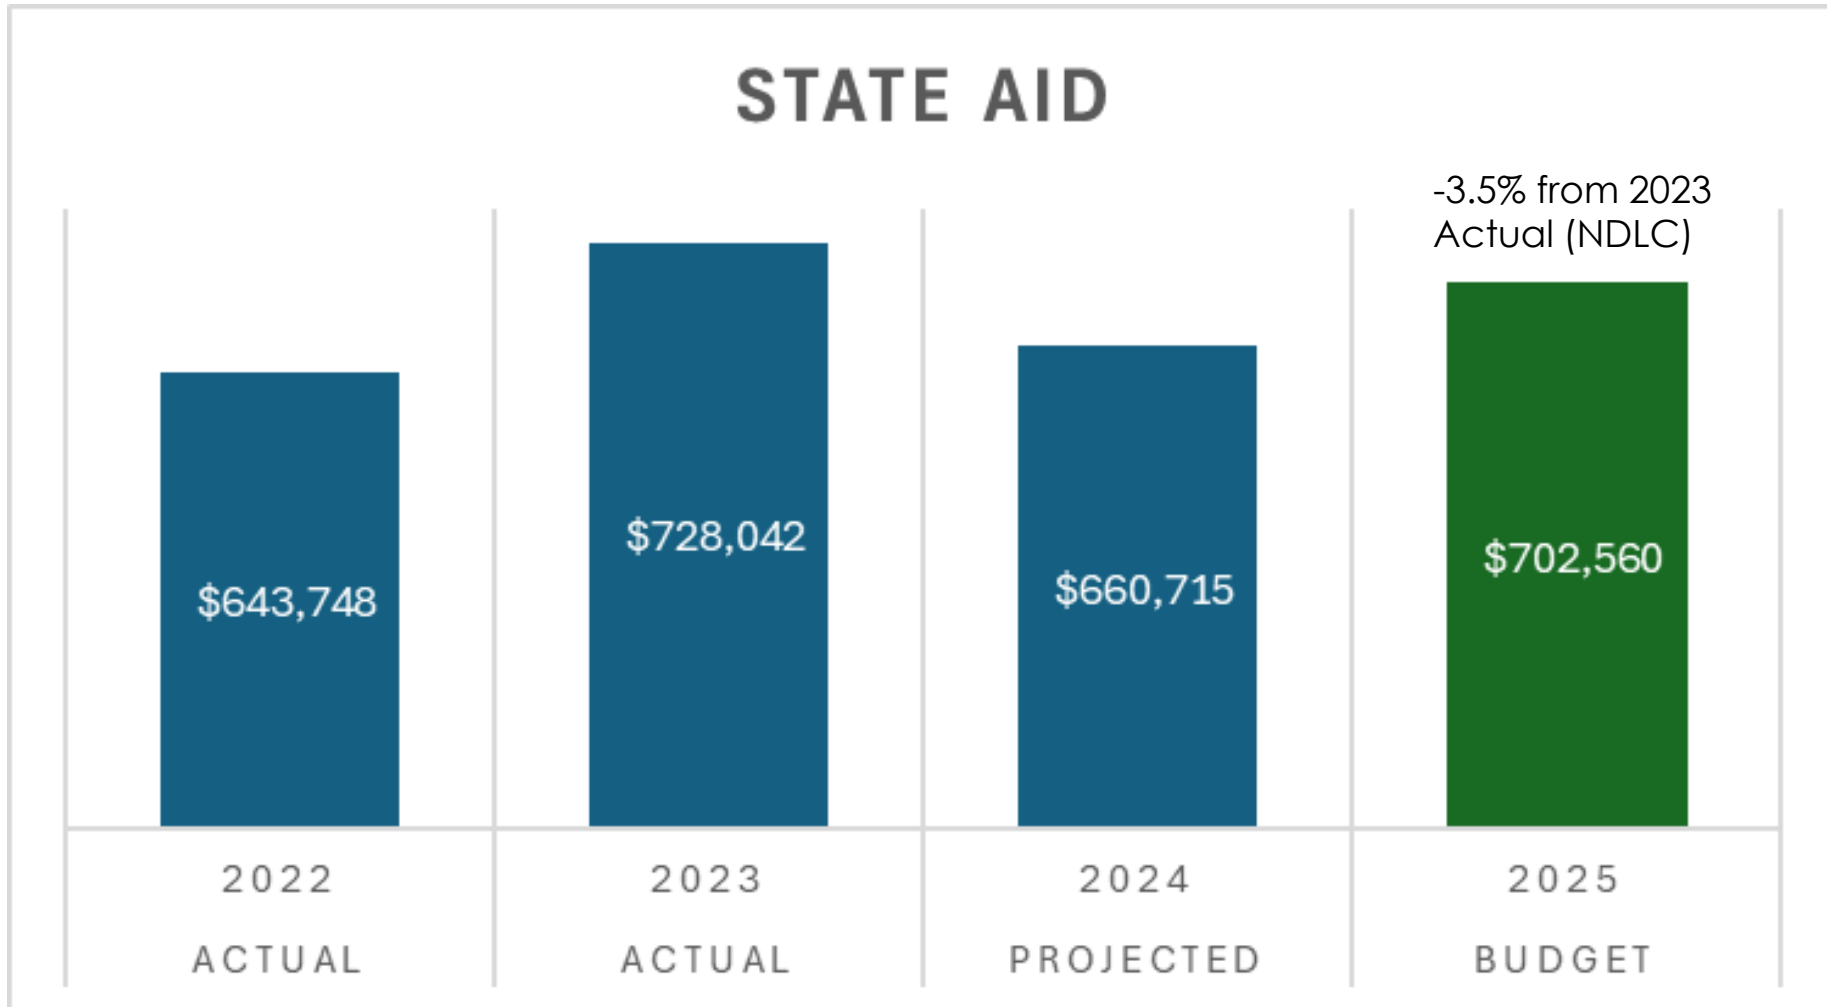 STATE AID
-3.5% from 2023
Actual (NDLC)
$643,748
$728,042
$660,715
$702,560
2022
2023
2024
2025
ACTUAL
ACTUAL
PROJECTED
BUDGET